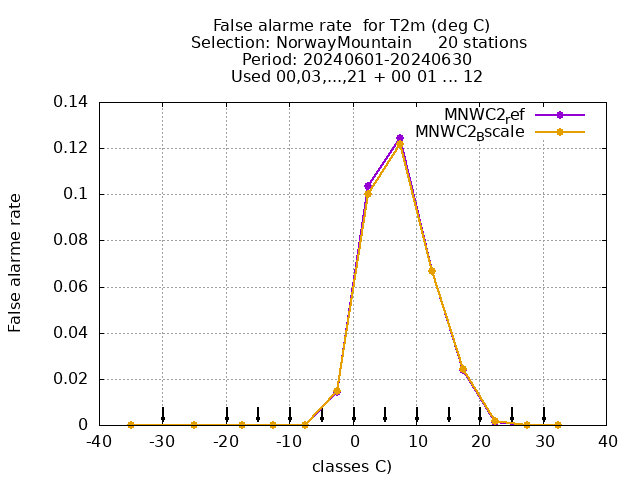 False alarme rate  for T2m (deg C)
Selection: NorwayMountain     20 stations
Period: 20240601-20240630
Used 00,03,...,21 + 00 01 ... 12
MNWC2ref
MNWC2Bscale
0.14
0.12
0.1
0.08
0.06
0.04
0.02
0
False alarme rate
-40 -30 -20 -10 0 10 20 30 40
classes C)